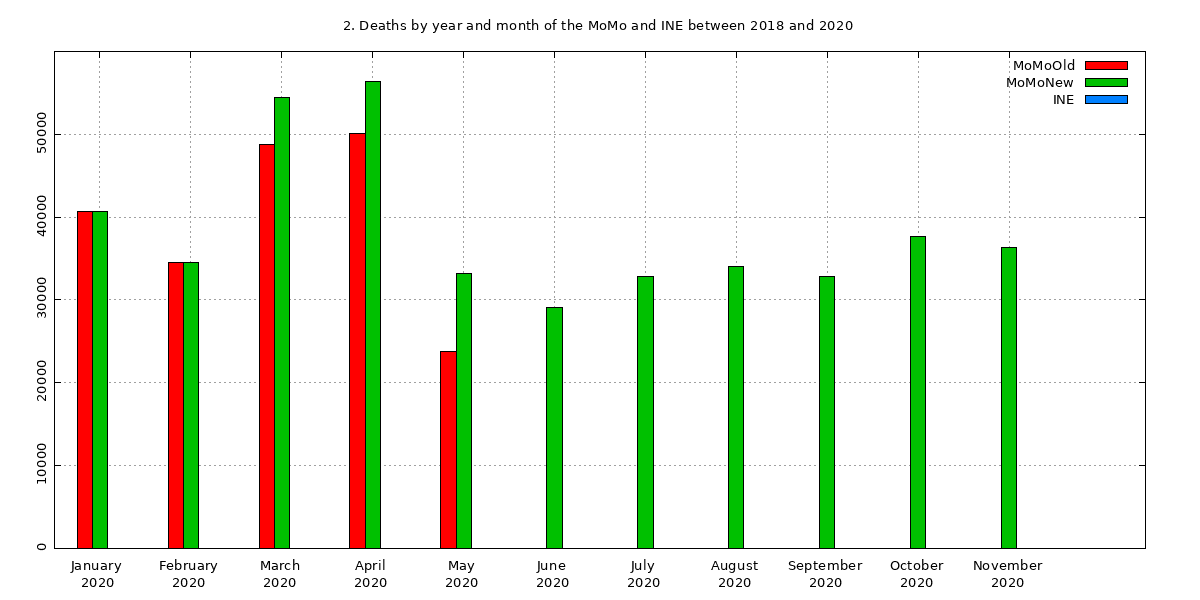 2. Deaths by year and month of the MoMo and INE between 2018 and 2020
MoMoOld
MoMoNew
INE
50000
40000
30000
20000
10000
0
January February March April May June July August September October November
2020 2020 2020 2020 2020 2020 2020 2020 2020 2020 2020